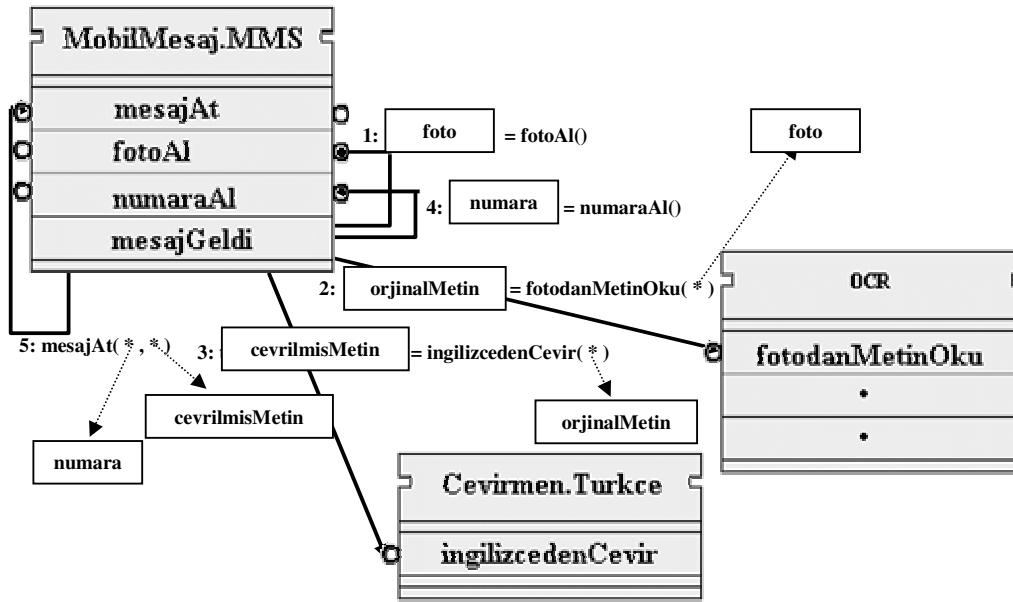 MobilMesaj.MMS
mesajAt
fotoAl
numaraAl
mesajGeldi
1: foto = fotoAl()
foto
4: numara = numaraAl()
2: orjinalMetin = fotodanMetinOku( * )
OCR
fotodanMetinOku
5: mesajAt( * , * )
3: cevrilmisMetin = ingilizcedenCevir( * )
cevrilmisMetin
orjinalMetin
numara
Cevirmen.Turkce
ingilizcedenCevir